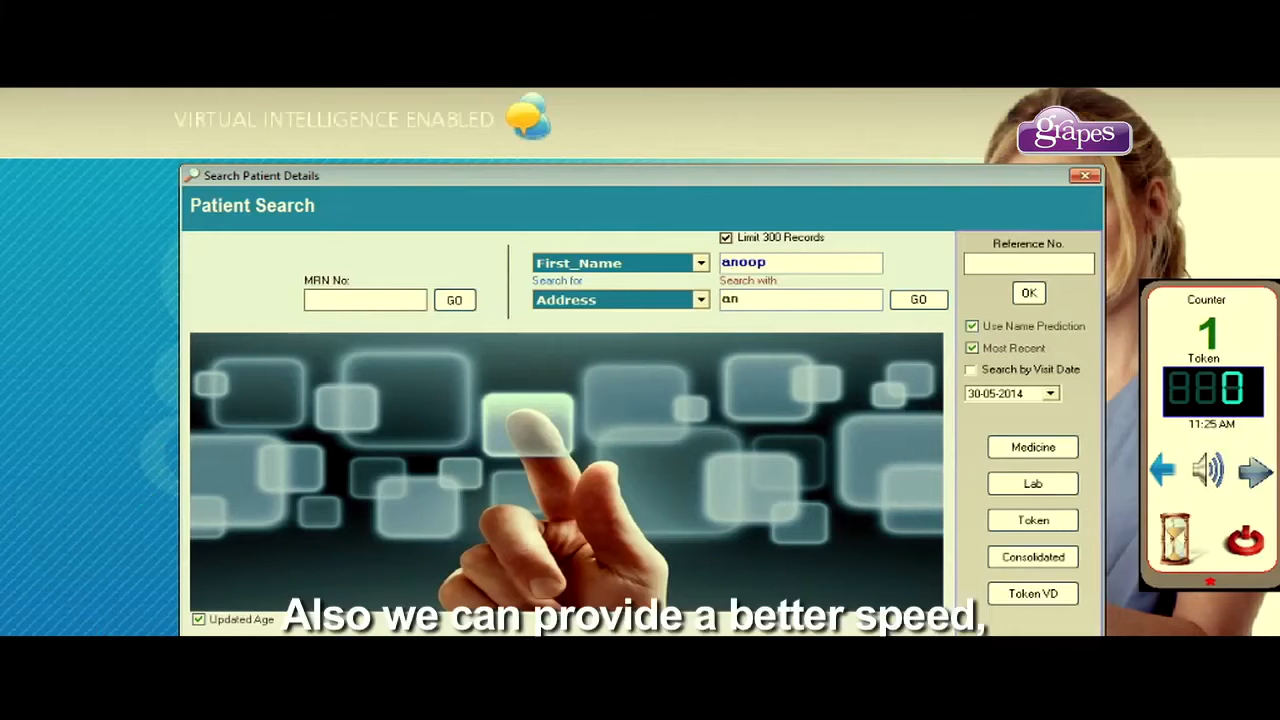 VIRTUAL INTELLIGENCE ENABLED
grapes
Search Patient Details
Patient Search
Limit 300 Records
MRN No:
GO
First_Name
anoop
Search for
Search with
Address
an
GO
Reference No.
OK
Use Name Prediction
Most Recent
Search by Visit Date
30-05-2014
Medicine
Lab
Token
Consolidated
Token VD
Counter
1
Token
0
11:25 AM
Updated Age
Also we can provide a better speed,